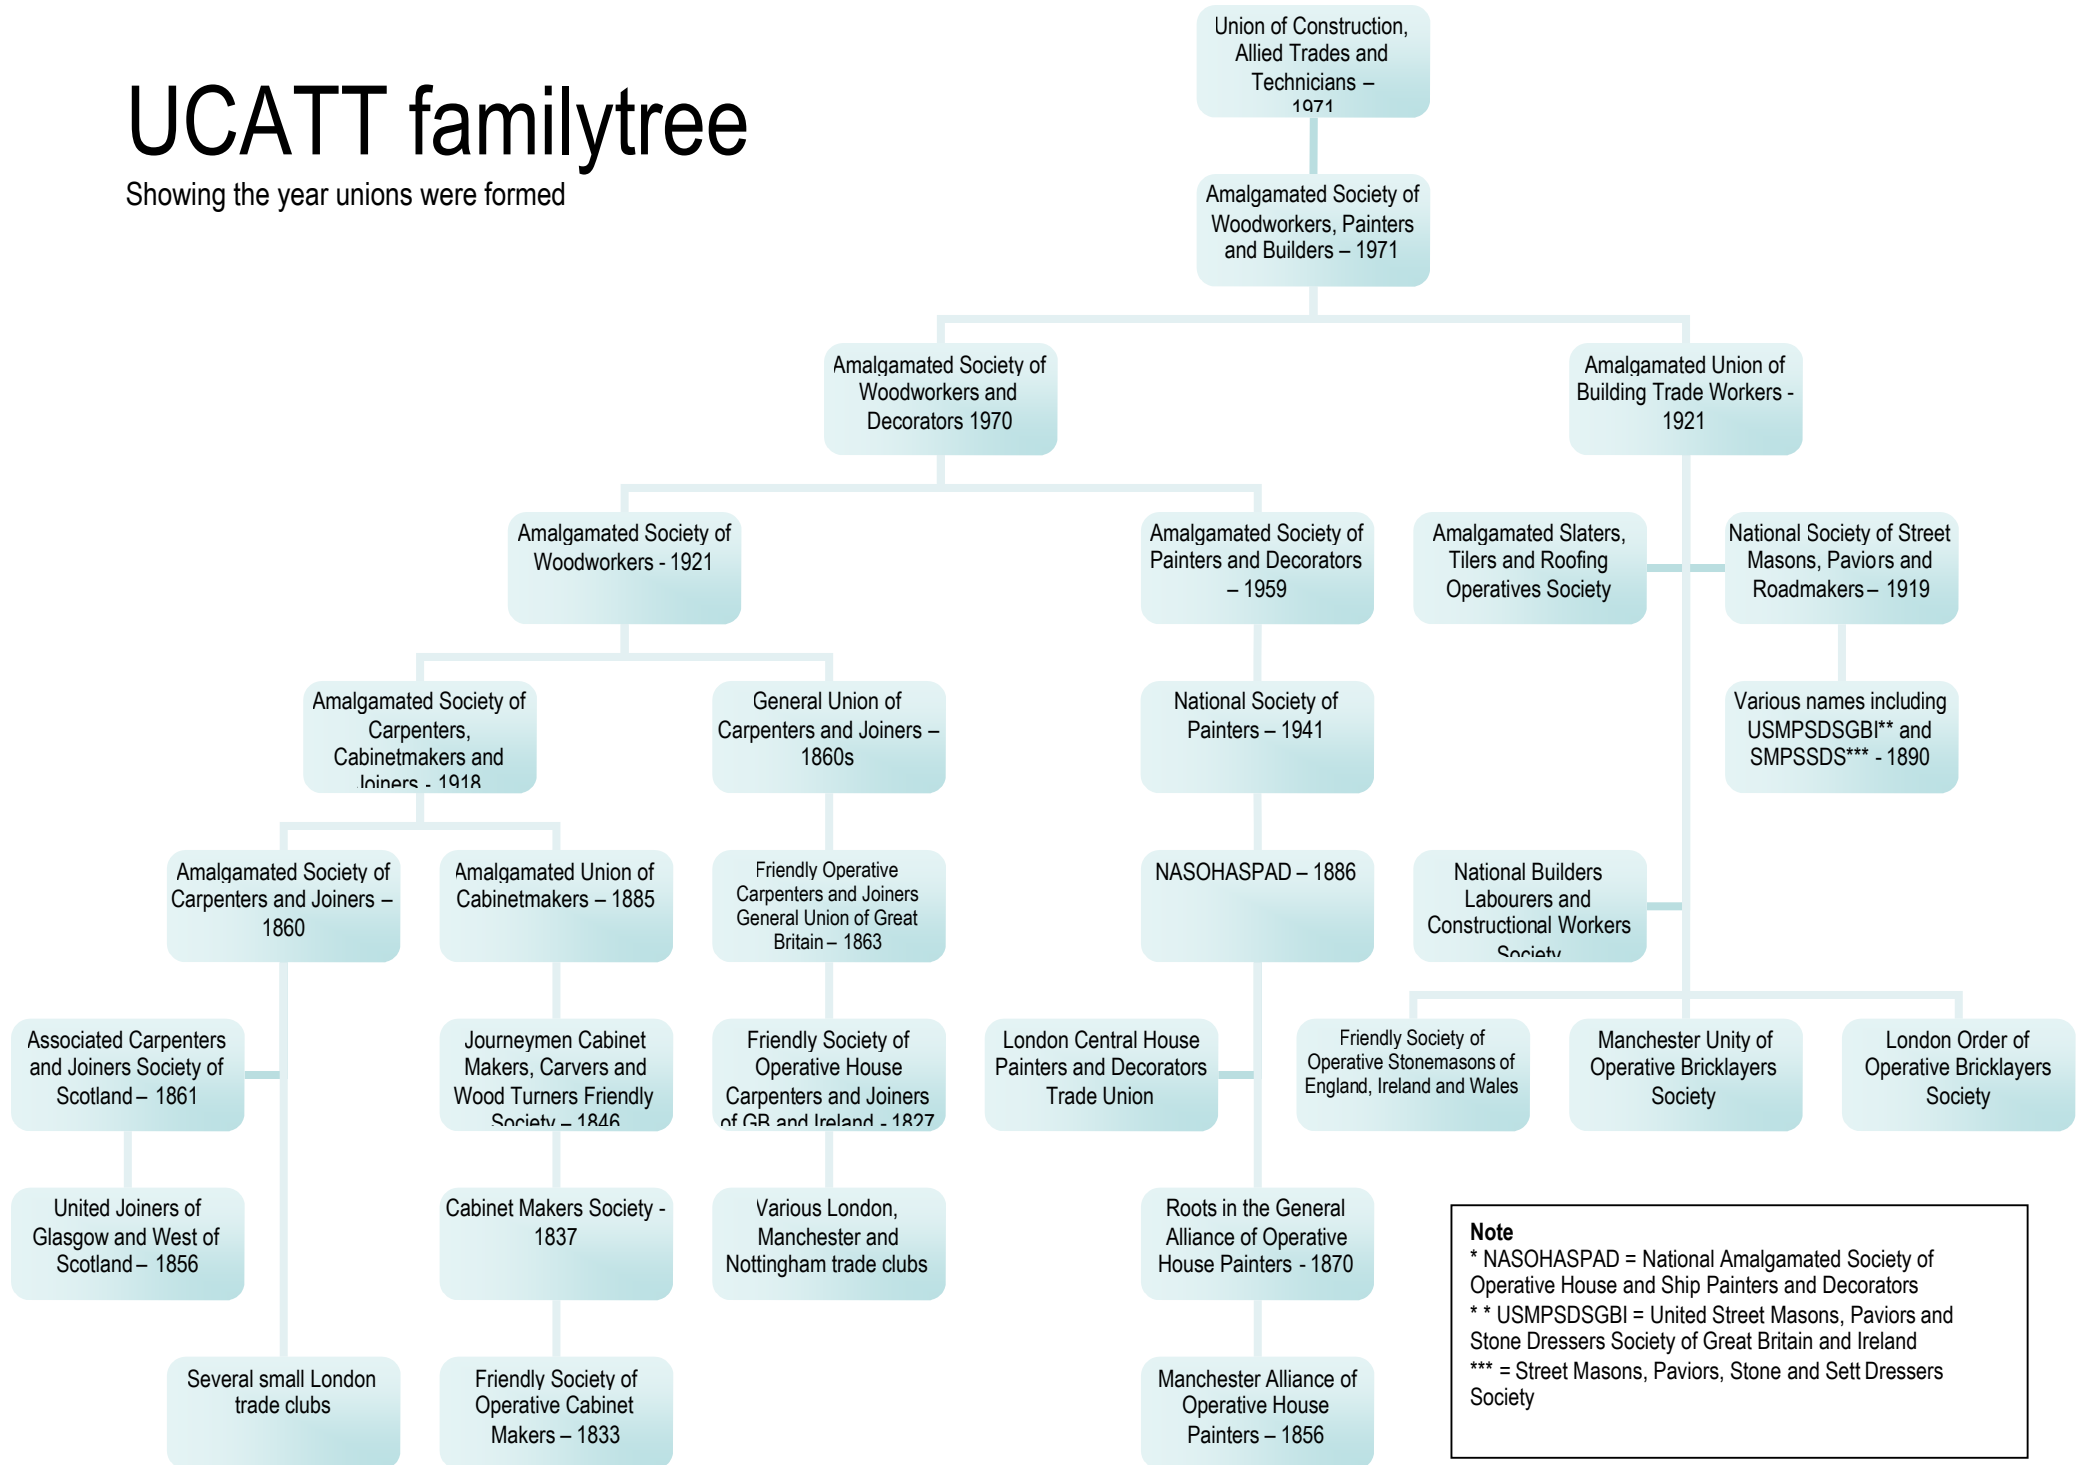 UCATT familytree
Showing the year unions were formed
Union of Construction,
Allied Trades and
Technicians –
1971
Amalgamated Society of
Woodworkers, Painters
and Builders – 1971
Amalgamated Society of
Woodworkers and
Decorators 1970
Amalgamated Union of
Building Trade Workers -
1921
Amalgamated Society of
Woodworkers - 1921
Amalgamated Society of
Painters and Decorators
– 1959
Amalgamated Slaters,
Tilers and Roofing
Operatives Society
National Society of Street
Masons, Paviors and
Roadmakers – 1919
Amalgamated Society of
Carpenters,
Cabinetmakers and
Joiners - 1918
General Union of
Carpenters and Joiners –
1860s
National Society of
Painters – 1941
Various names including
USMPSDSGBI** and
SMPSSDS*** - 1890
Amalgamated Society of
Carpenters and Joiners –
1860
Amalgamated Union of
Cabinetmakers – 1885
Friendly Operative
Carpenters and Joiners
General Union of Great
Britain – 1863
NASOHASPAD – 1886
National Builders
Labourers and
Constructional Workers
Society
Associated Carpenters
and Joiners Society of
Scotland – 1861
Journeymen Cabinet
Makers, Carvers and
Wood Turners Friendly
Society – 1846
Friendly Society of
Operative House
Carpenters and Joiners
of GB and Ireland - 1827
London Central House
Painters and Decorators
Trade Union
Friendly Society of
Operative Stonemasons of
England, Ireland and Wales
Manchester Unity of
Operative Bricklayers
Society
London Order of
Operative Bricklayers
Society
United Joiners of
Glasgow and West of
Scotland – 1856
Cabinet Makers Society -
1837
Various London,
Manchester and
Nottingham trade clubs
Roots in the General
Alliance of Operative
House Painters - 1870
Several small London
trade clubs
Friendly Society of
Operative Cabinet
Makers – 1833
Manchester Alliance of
Operative House
Painters – 1856
Note
* NASOHASPAD = National Amalgamated Society of
Operative House and Ship Painters and Decorators
* * USMPSDSGBI = United Street Masons, Paviors and
Stone Dressers Society of Great Britain and Ireland
*** = Street Masons, Paviors, Stone and Sett Dressers
Society